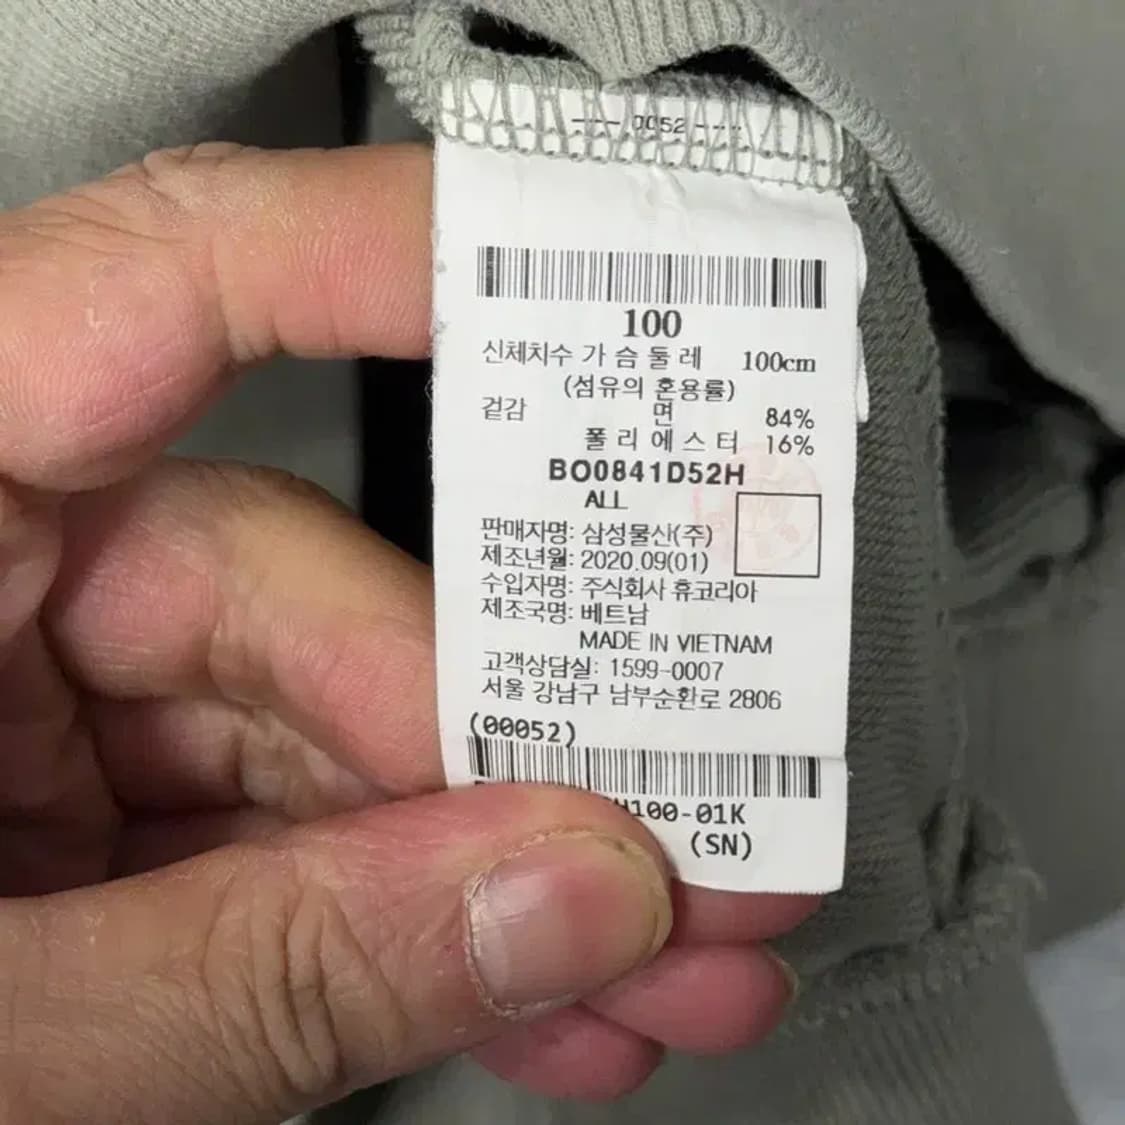 --- 0052 ---
100
신체치수 가 슴 둘 레 100cm
(섬유의 혼용률)
겉감 면 84%
폴 리 에 스 터 16%
BO0841D52H
ALL
판매자명: 삼성물산(주)
제조년월: 2020.09(01)
수입자명: 주식회사 휴코리아
제조국명: 베트남
MADE IN VIETNAM
고객상담실: 1599-0007
서울 강남구 남부순환로 2806
(00052)
H100-01K
(SN)